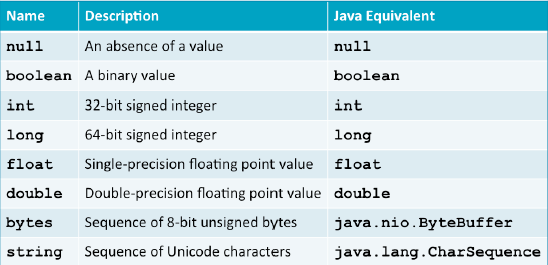 Name Description Java Equivalent
null An absence of a value null
boolean A binary value boolean
int 32-bit signed integer int
long 64-bit signed integer long
float Single-precision floating point value float
double Double-precision floating point value double
bytes Sequence of 8-bit unsigned bytes java.nio.ByteBuffer
string Sequence of Unicode characters java.lang.CharSequence